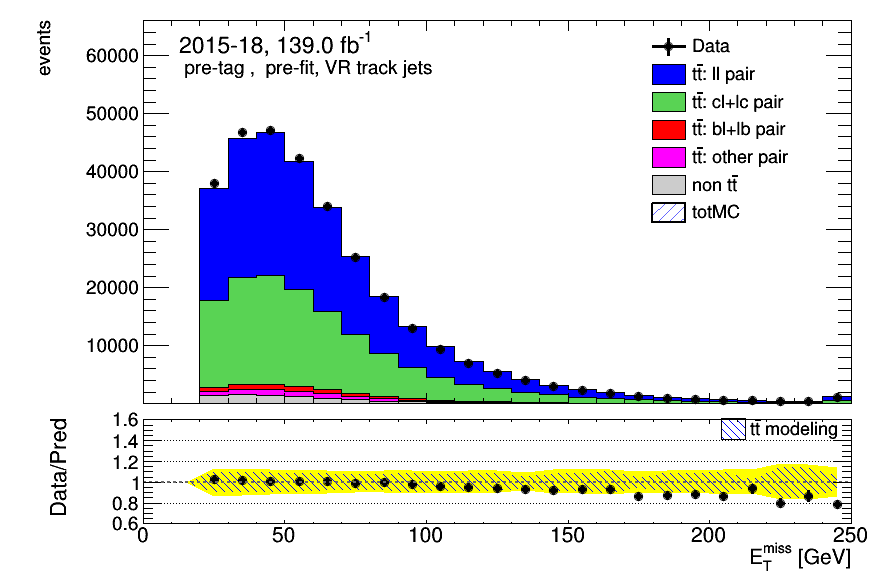 events
2015-18, 139.0 fb⁻¹
pre-tag , pre-fit, VR track jets
Data
tt̄: ll pair
tt̄: cl+lc pair
tt̄: bl+lb pair
tt̄: other pair
non tt̄
totMC
60000
50000
40000
30000
20000
10000
Data/Pred
tt̄ modeling
1.6
1.4
1.2
1
0.8
0.6
0 50 100 150 200 250
E_T^miss [GeV]